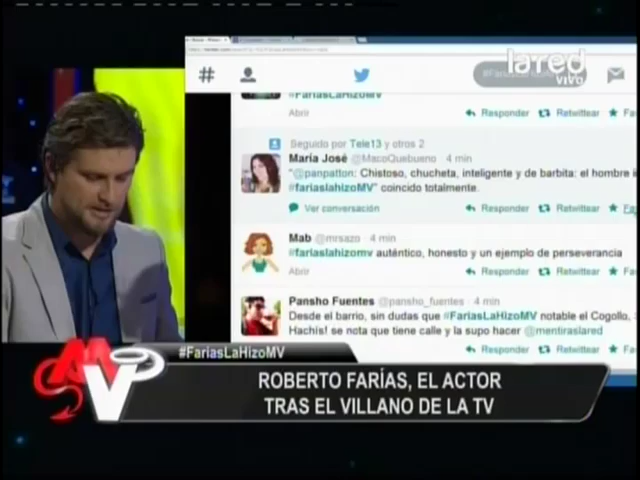 #
la red
vivo
#FariasLaHizoMV
Abrir
Responder
Retwittear
Seguido por Tele13 y otros 2
María José @MacoQuebueno · 4 min
"@panpatton: Chistoso, chucheta, inteligente y de barbita: el hombre i
#fariaslahizoMV" coincido totalmente.
Ver conversación
Responder
Retwittear
Fa
Mab @mrsazo · 4 min
#fariaslahizomv auténtico, honesto y un ejemplo de perseverancia
Abrir
Responder
Retwittear
Fa
Pansho Fuentes @pansho_fuentes · 4 min
Desde el barrio, sin dudas que #FariasLaHizoMV notable el Cogollo,
Hachís! se nota que tiene calle y la supo hacer @mentiraslared
Responder
Retwittear
Fa
MV
#FariasLaHizoMV
ROBERTO FARÍAS, EL ACTOR
TRAS EL VILLANO DE LA TV